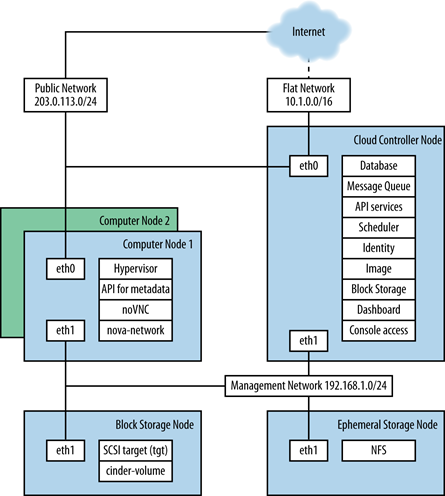 Internet
Public Network
203.0.113.0/24
Flat Network
10.1.0.0/16
Cloud Controller Node
eth0
Database
Message Queue
API services
Scheduler
Identity
Image
Block Storage
Dashboard
Console access
eth1
Computer Node 2
Computer Node 1
eth0
Hypervisor
API for metadata
noVNC
nova-network
eth1
Management Network 192.168.1.0/24
Block Storage Node
eth1
SCSI target (tgt)
cinder-volume
Ephemeral Storage Node
eth1
NFS